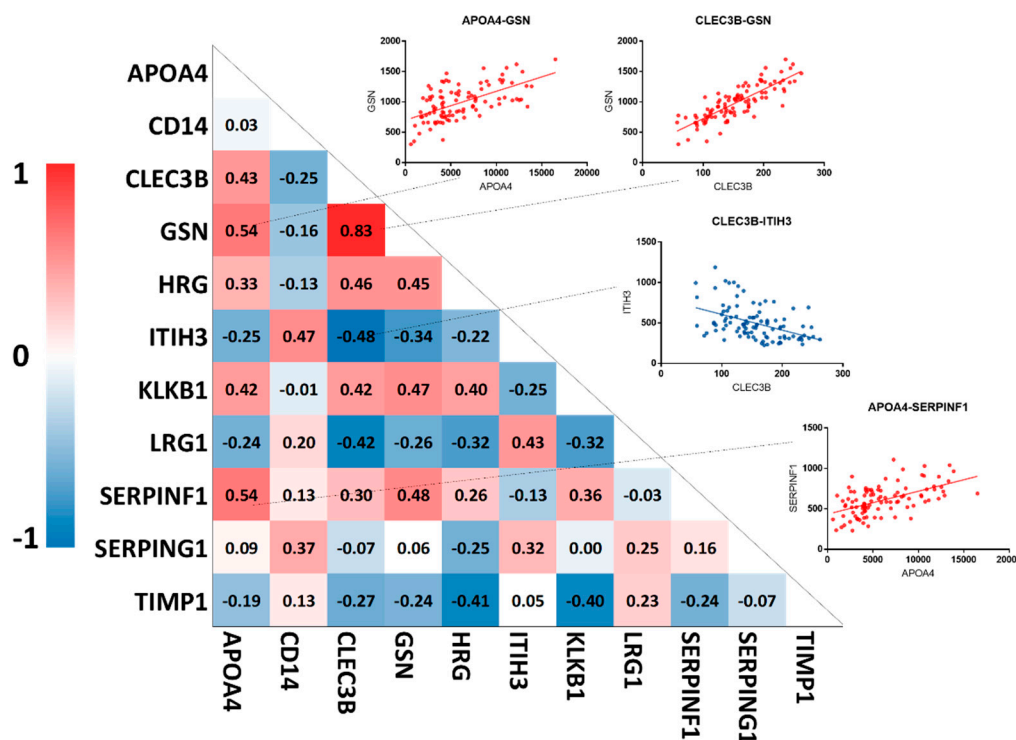 APOA4-GSN
CLEC3B-GSN
2000
1500
1000
500
0
GSN
0 5000 10000 15000 20000
APOA4
2000
1500
1000
500
0
GSN
0 100 200 300
CLEC3B
CLEC3B-ITIH3
1500
1000
500
0
ITIH3
0 100 200 300
CLEC3B
APOA4-SERPINF1
1500
1000
500
0
SERPINF1
0 5000 10000 15000 2000
APOA4
1
0
-1
APOA4
CD14 0.03
CLEC3B 0.43 -0.25
GSN 0.54 -0.16 0.83
HRG 0.33 -0.13 0.46 0.45
ITIH3 -0.25 0.47 -0.48 -0.34 -0.22
KLKB1 0.42 -0.01 0.42 0.47 0.40 -0.25
LRG1 -0.24 0.20 -0.42 -0.26 -0.32 0.43 -0.32
SERPINF1 0.54 0.13 0.30 0.48 0.26 -0.13 0.36 -0.03
SERPING1 0.09 0.37 -0.07 0.06 -0.25 0.32 0.00 0.25 0.16
TIMP1 -0.19 0.13 -0.27 -0.24 -0.41 0.05 -0.40 0.23 -0.24 -0.07
APOA4 CD14 CLEC3B GSN HRG ITIH3 KLKB1 LRG1 SERPINF1 SERPING1 TIMP1